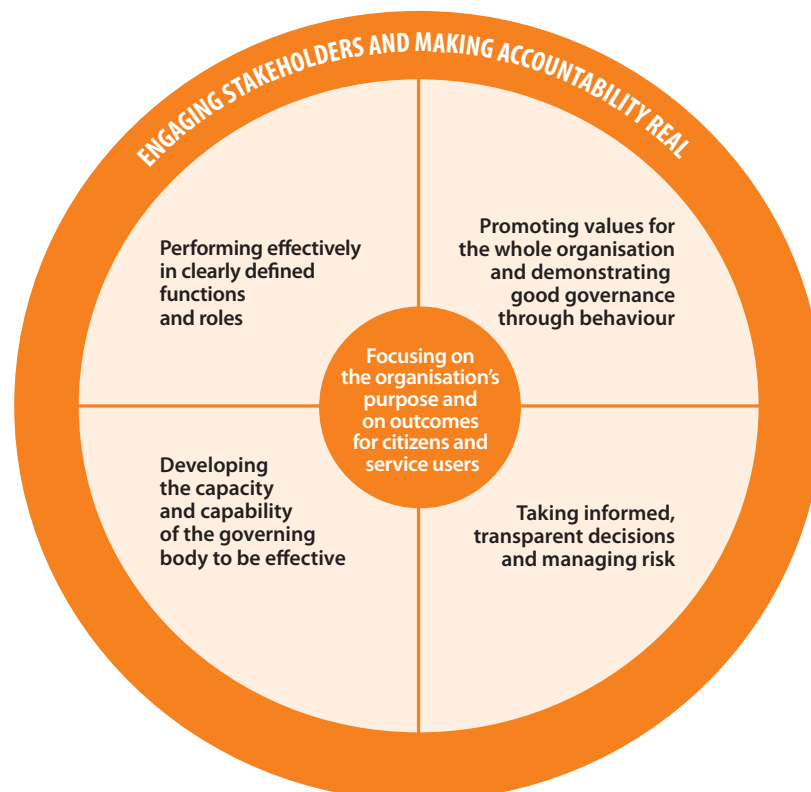 ENGAGING STAKEHOLDERS AND MAKING ACCOUNTABILITY REAL
Performing effectively
in clearly defined
functions
and roles
Promoting values for
the whole organisation
and demonstrating
good governance
through behaviour
Focusing on
the organisation's
purpose and
on outcomes
for citizens and
service users
Developing
the capacity
and capability
of the governing
body to be effective
Taking informed,
transparent decisions
and managing risk